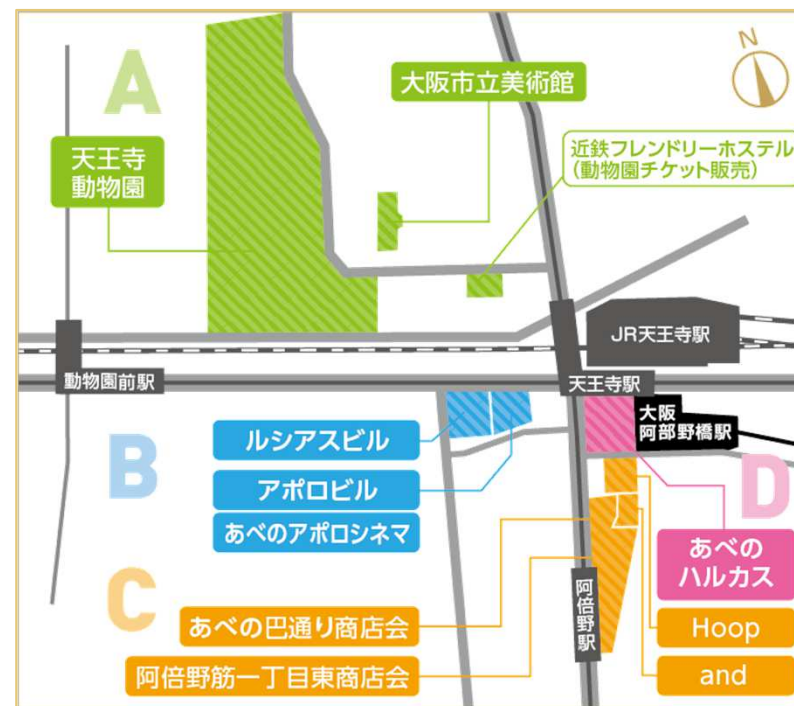 N
A
大阪市立美術館
天王寺
動物園
近鉄フレンドリーホステル
(動物園チケット販売)
JR天王寺駅
動物園前駅
天王寺駅
大阪
阿部野橋駅
B
ルシアスビル
アポロビル
あべのアポロシネマ
D
あべの
ハルカス
C
阿倍野駅
あべの巴通り商店会
Hoop
阿倍野筋一丁目東商店会
and